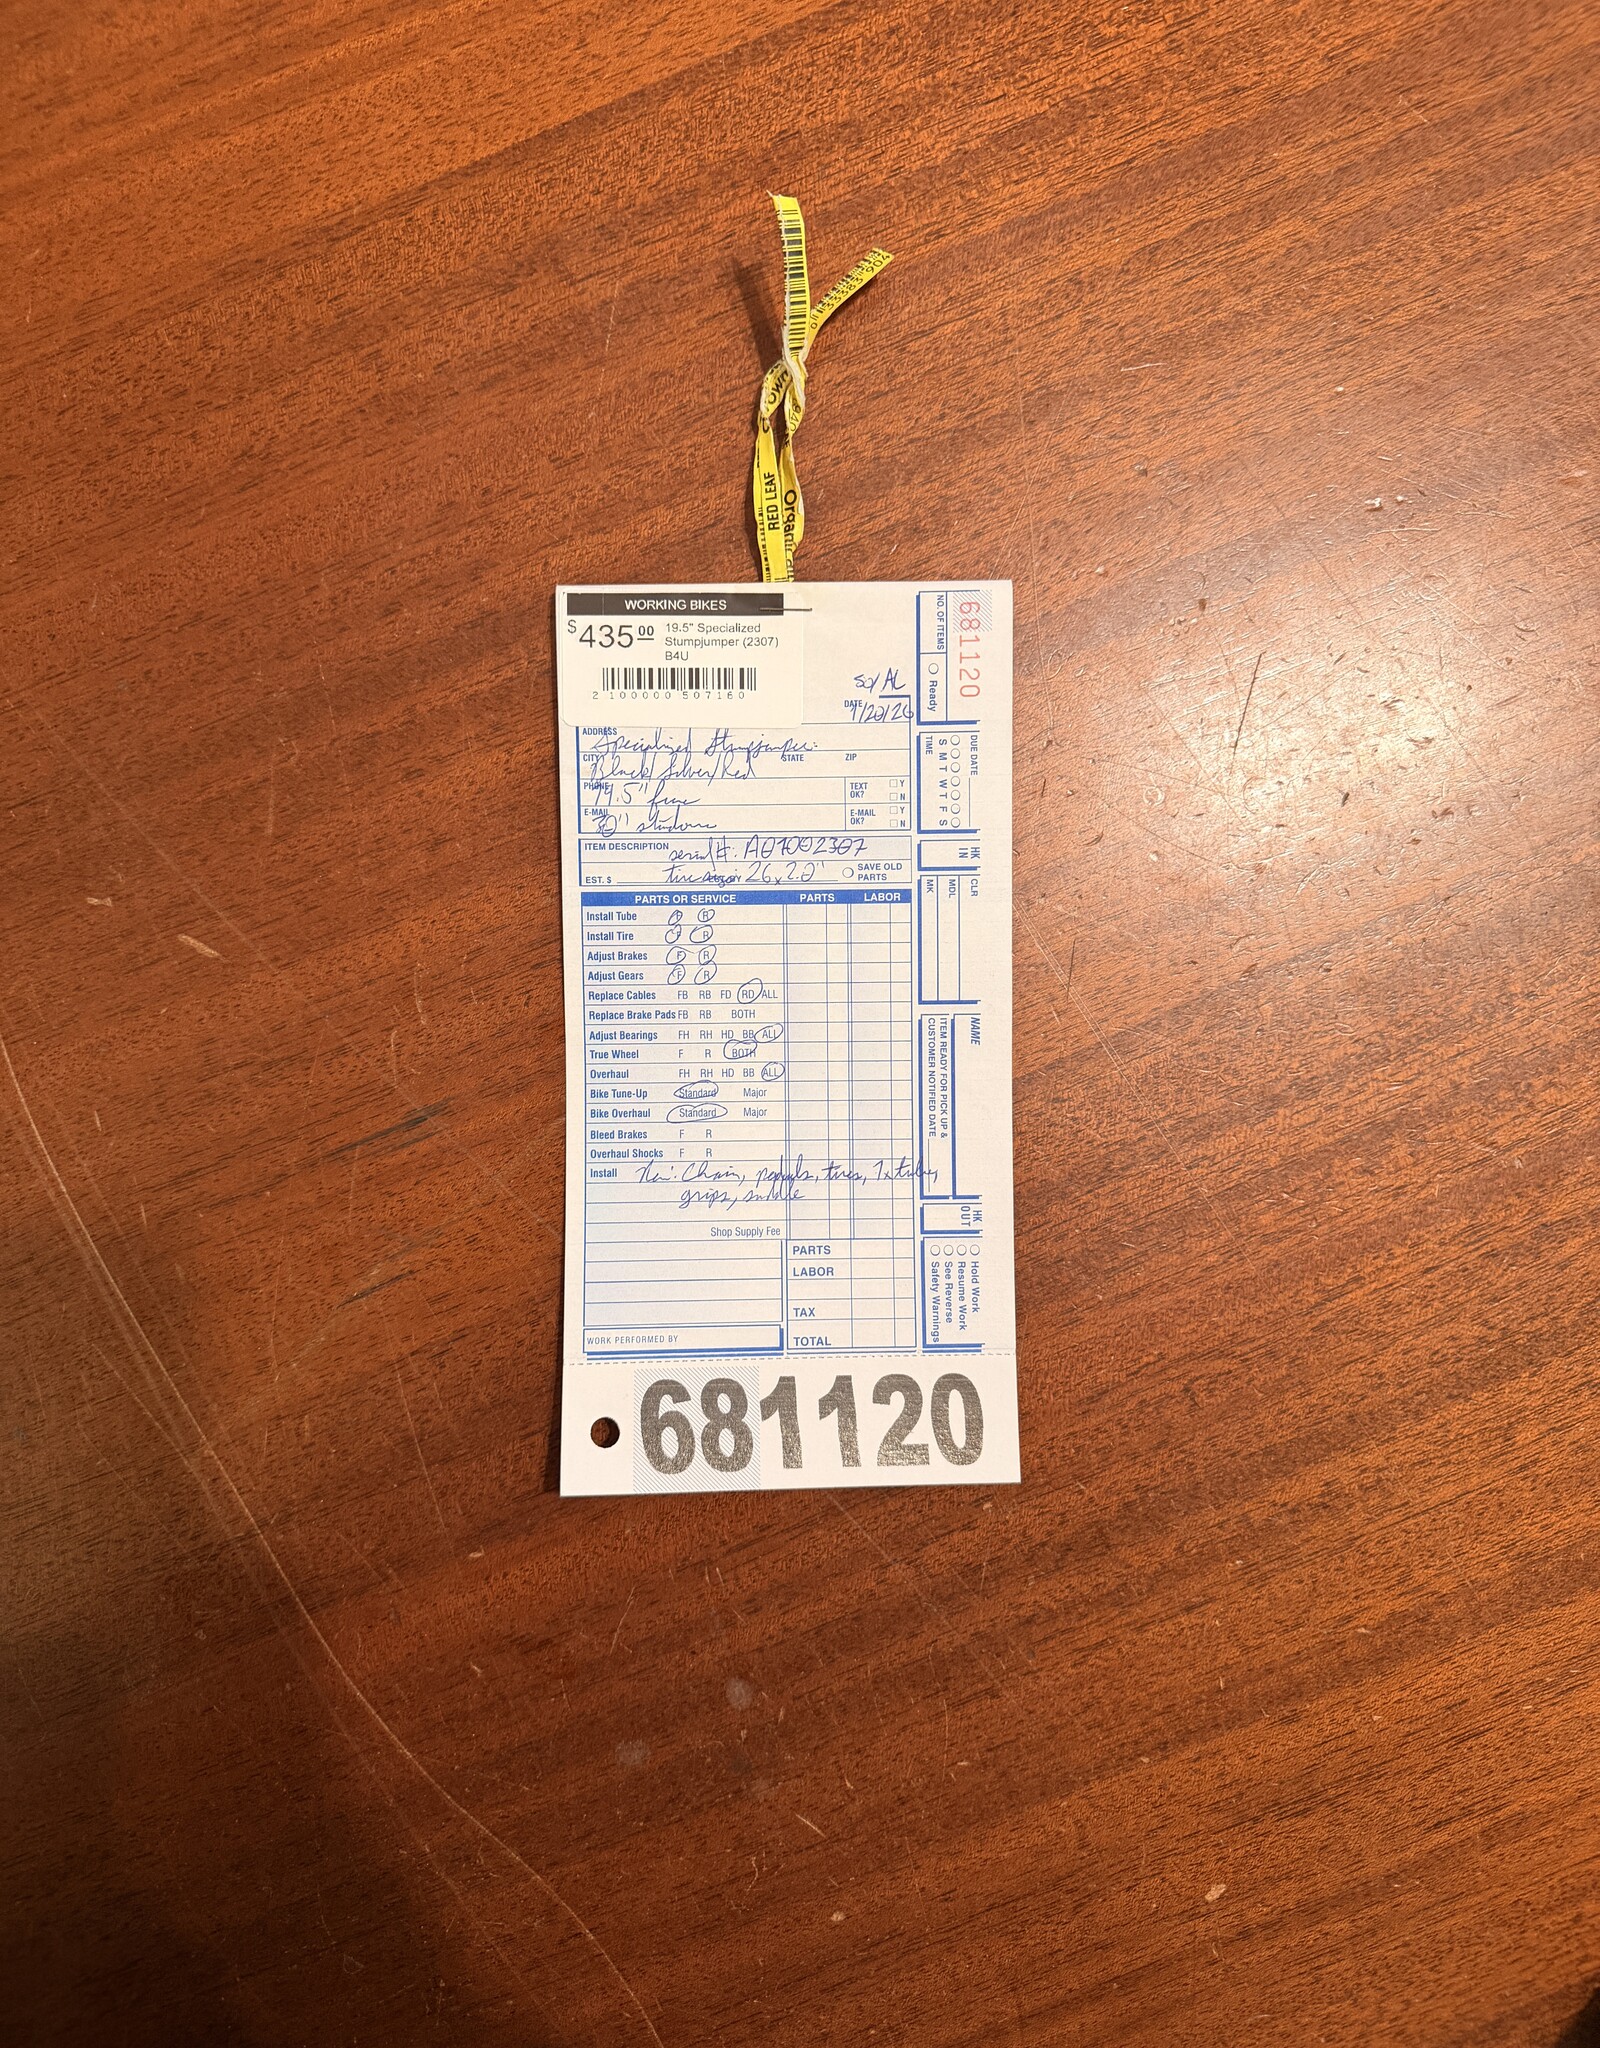 WORKING BIKES
$435.00 19.5" Specialized
Stumpjumper (2307)
B4U
2 100000 507160
AL
DATE 1/20/26
ADDRESS Specialized Stumpjumper
CITY STATE ZIP
Black/Silver/Red
PHONE 19.5" TEXT OK? Y N
E-MAIL 30" standover E-MAIL OK? Y N
ITEM DESCRIPTION serial #: A07002307
EST. $ tire 26x2.0" SAVE OLD PARTS
PARTS OR SERVICE PARTS LABOR
Install Tube F R
Install Tire F R
Adjust Brakes F R
Adjust Gears F R
Replace Cables FB RB FD RD ALL
Replace Brake Pads FB RB BOTH
Adjust Bearings FH RH HD BB ALL
True Wheel F R BOTH
Overhaul FH RH HD BB ALL
Bike Tune-Up Standard Major
Bike Overhaul Standard Major
Bleed Brakes F R
Overhaul Shocks F R
Install New: Chain, pedals, tires, 1x tube,
grips, saddle
Shop Supply Fee
PARTS
LABOR
TAX
WORK PERFORMED BY TOTAL
681120
681120
NO. OF ITEMS
Ready
DUE DATE
S M T W T F S
TIME
HK IN
CLR
MDL
MK
NAME
ITEM READY FOR PICK UP &
CUSTOMER NOTIFIED DATE
HK OUT
Hold Work
Resume Work
See Reverse
Safety Warnings
RED LEAF
Organic
33383 904